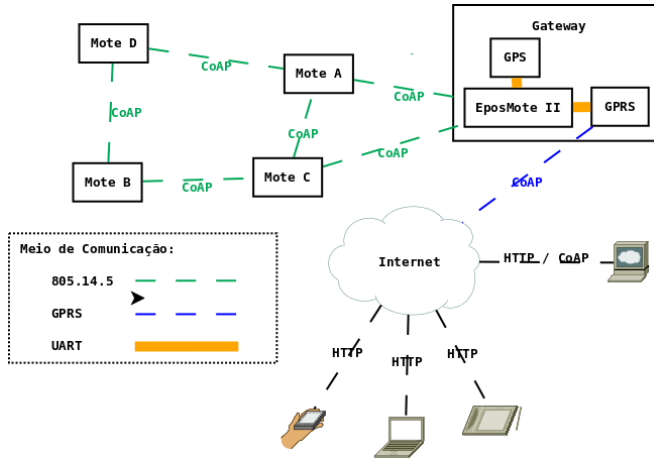 Gateway
Mote D
GPS
CoAP
Mote A
CoAP
EposMote II
GPRS
CoAP
CoAP
CoAP
Mote B
CoAP
Mote C
CoAP
Meio de Comunicação:
805.14.5
GPRS
UART
Internet
HTTP / CoAP
HTTP
HTTP
HTTP